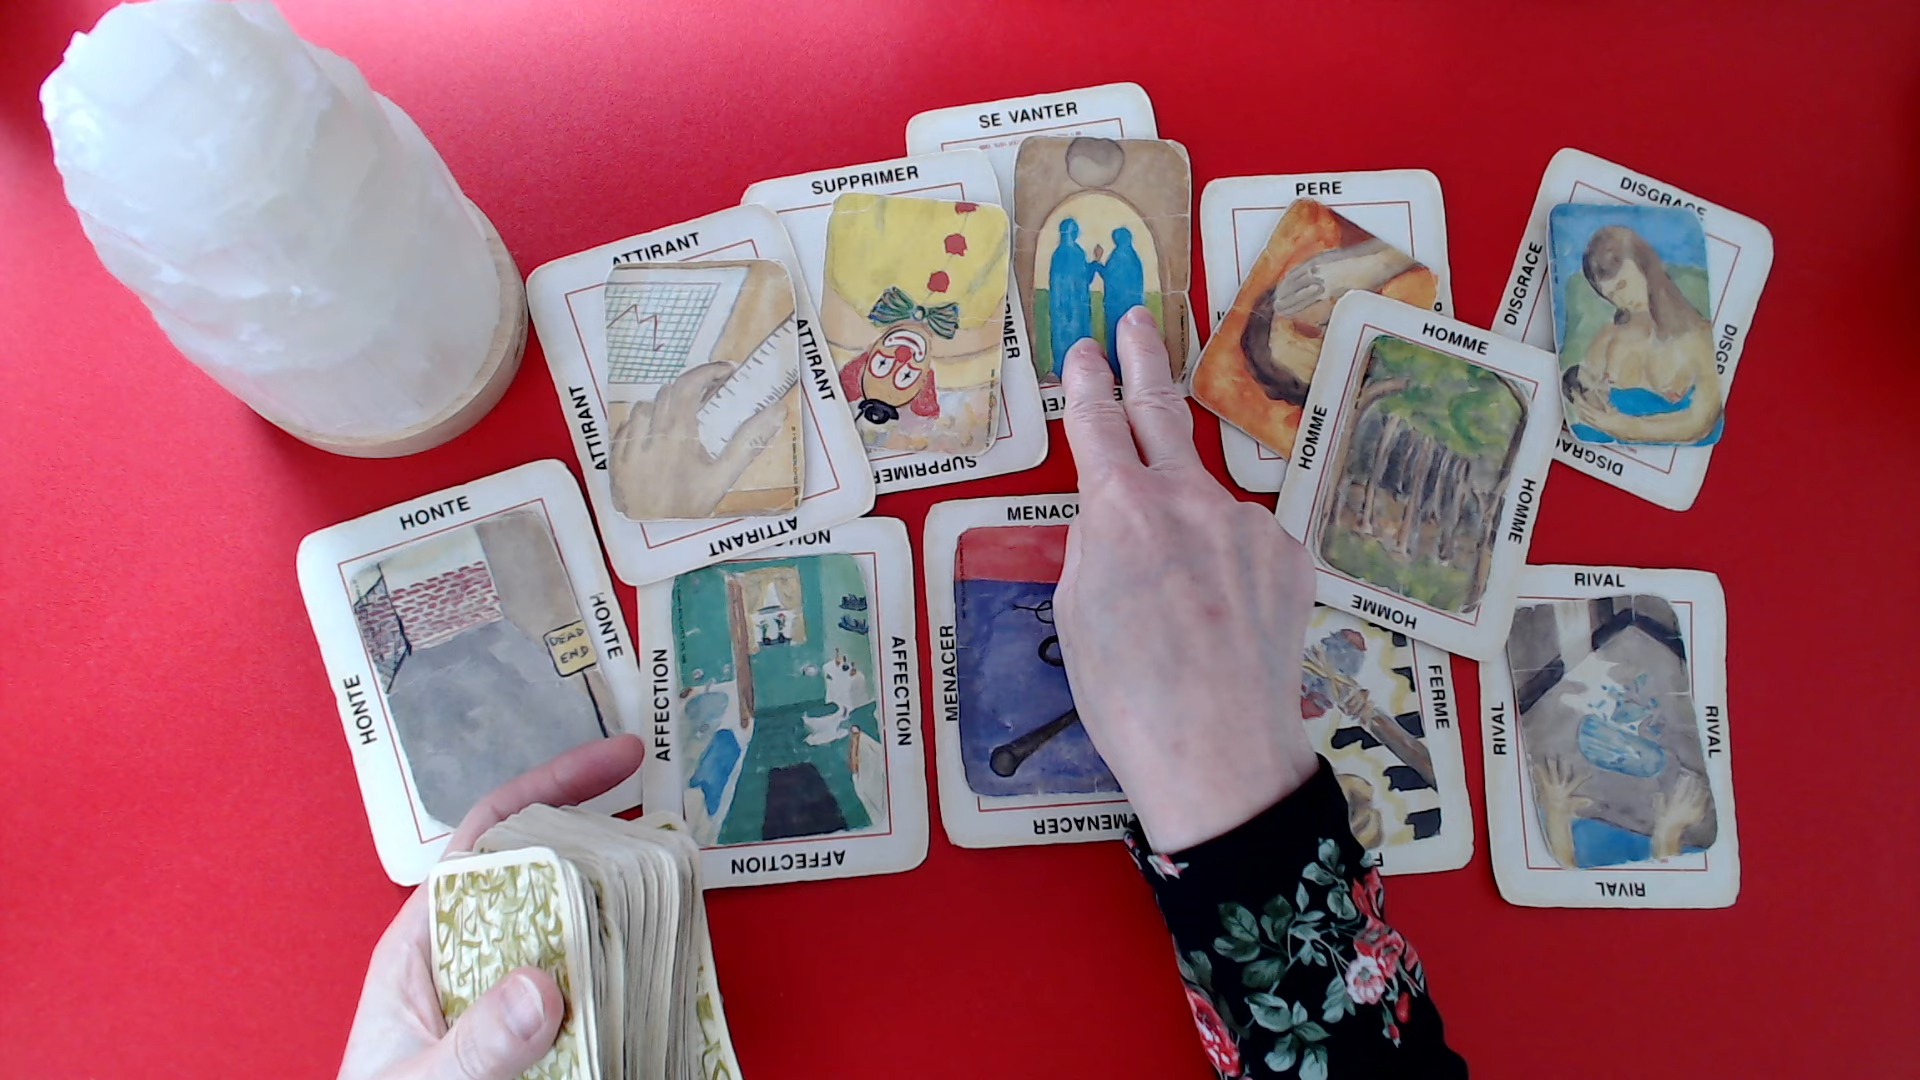 SE VANTER
SUPPRIMER
SUPPRIMER
PERE
DISGRACE
DISGRACE
DISGRACE
ATTIRANT
ATTIRANT
ATTIRANT
ATTIRANT
HOMME
HOMME
HOMME
HOMME
HONTE
HONTE
HONTE
DEAD
END
AFFECTION
AFFECTION
AFFECTION
MENACER
MENACER
FERME
RIVAL
RIVAL
RIVAL
RIVAL